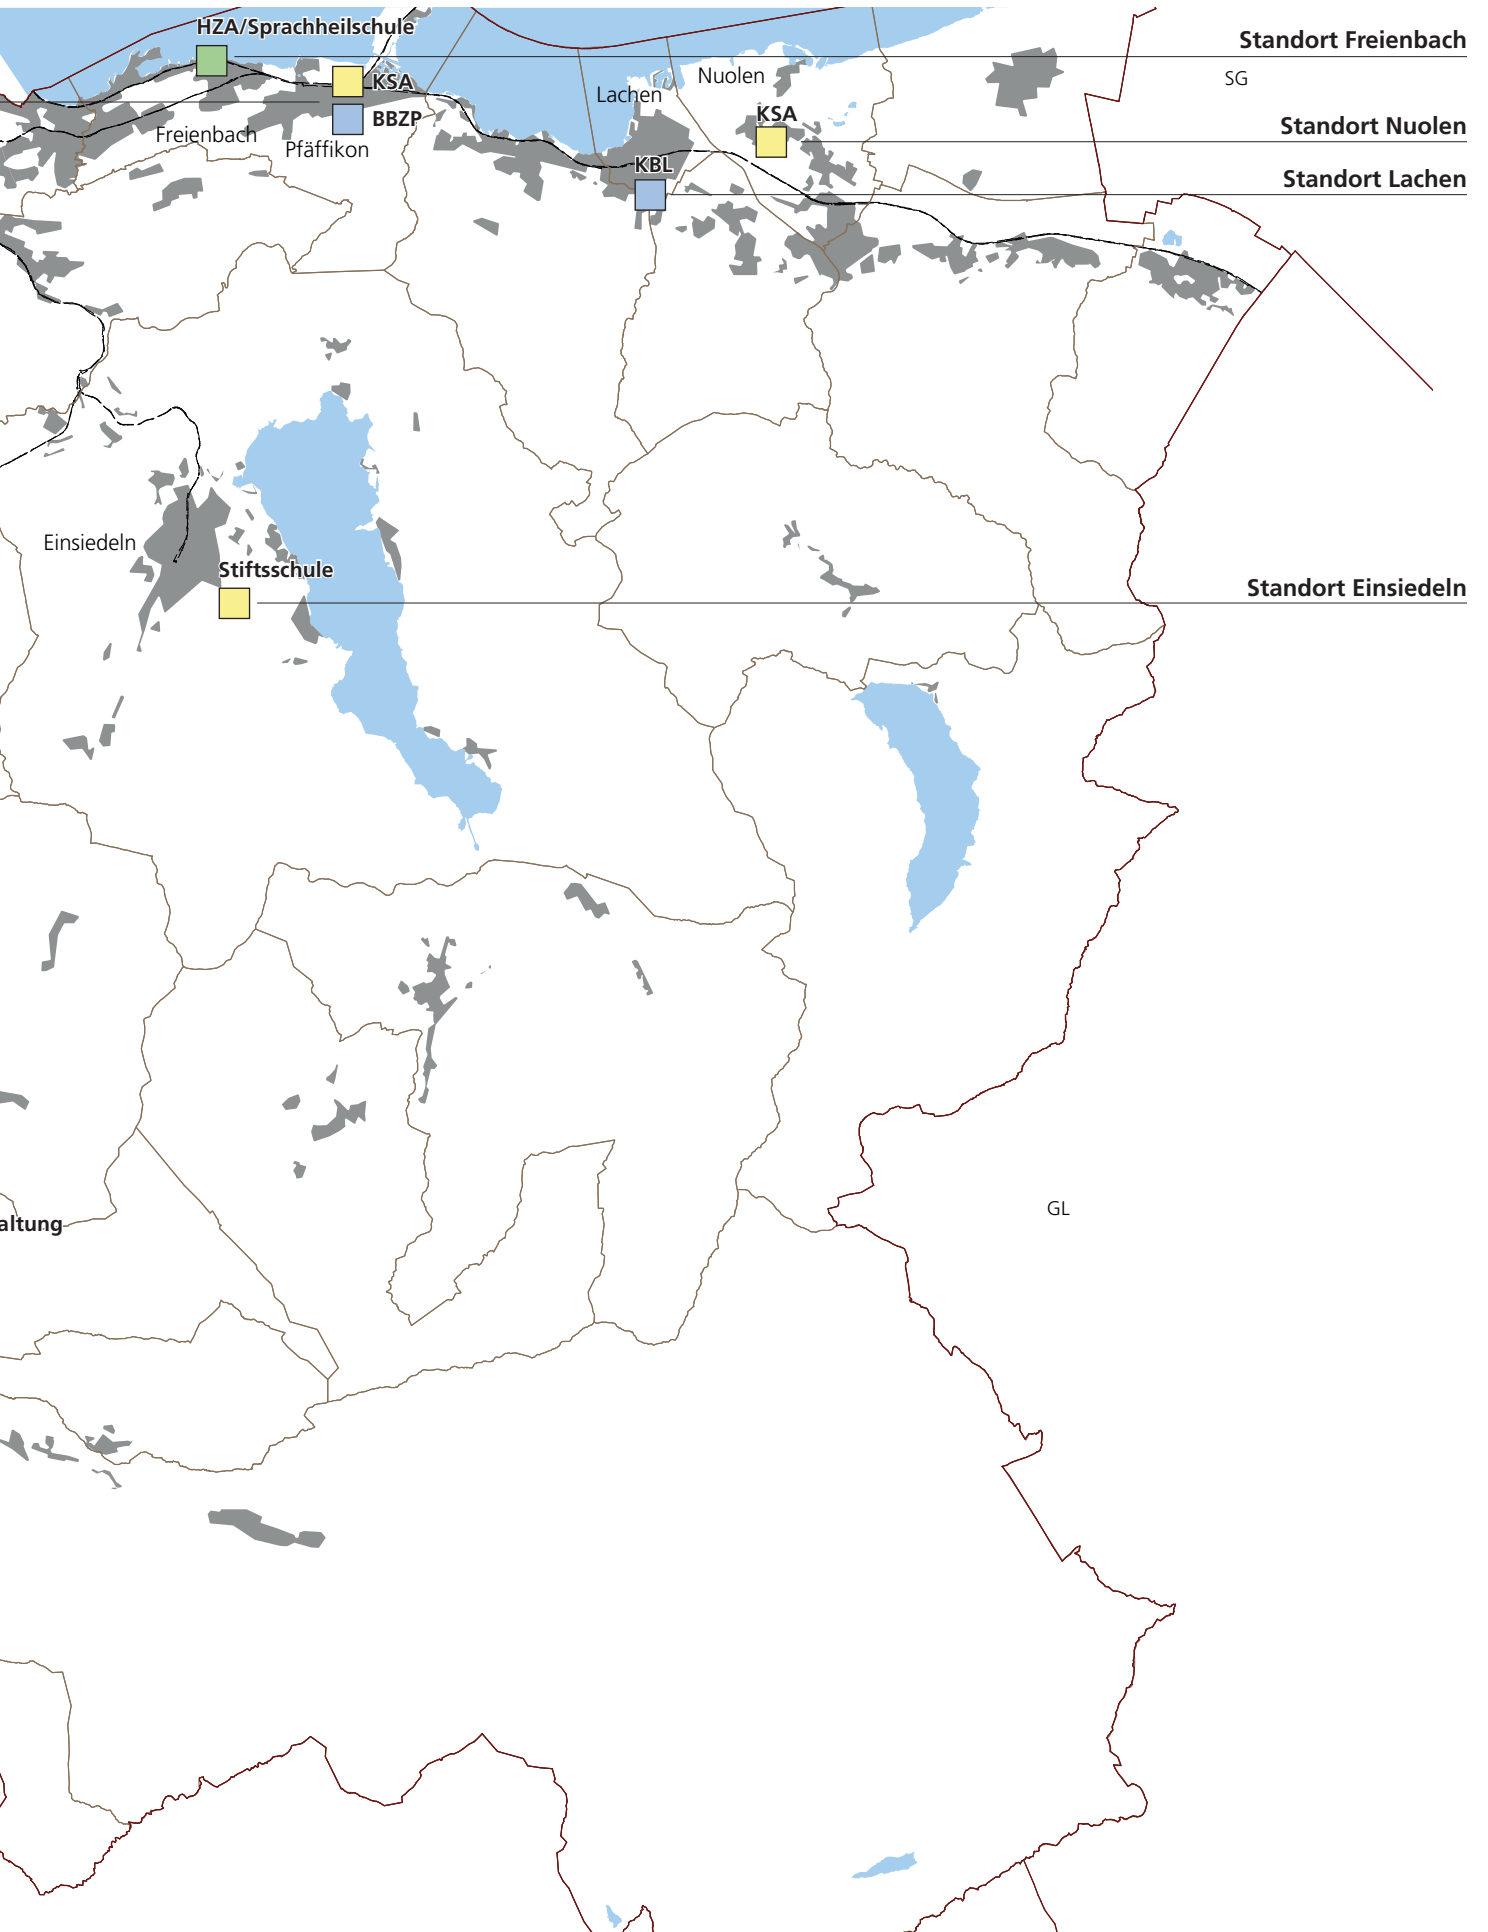 HZA/Sprachheilschule
Standort Freienbach
Nuolen
SG
KSA
Lachen
KSA
BBZP
Standort Nuolen
Freienbach
Pfäffikon
KBL
Standort Lachen
Einsiedeln
Stiftsschule
Standort Einsiedeln
GL
altung